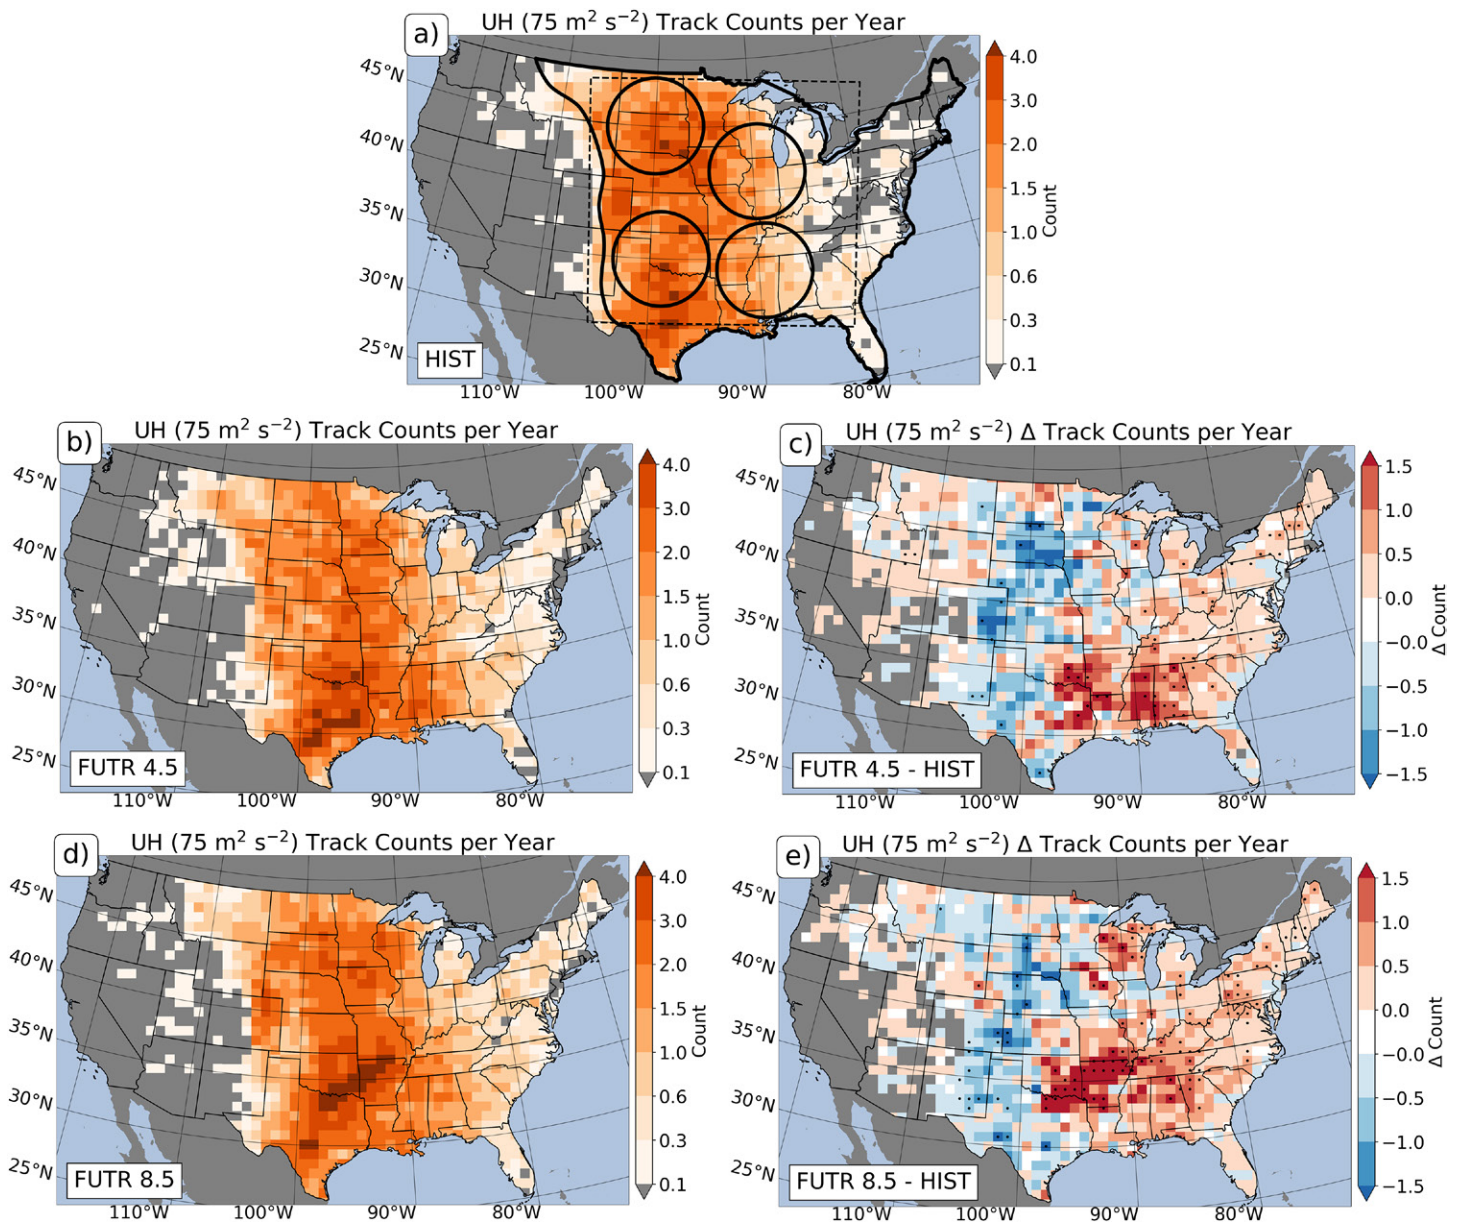 a)
UH (75 m² s⁻²) Track Counts per Year
45°N
40°N
35°N
30°N
25°N
110°W
100°W
90°W
80°W
HIST
4.0
3.0
2.0
1.5
1.0
0.6
0.3
0.1
Count
b)
UH (75 m² s⁻²) Track Counts per Year
45°N
40°N
35°N
30°N
25°N
110°W
100°W
90°W
80°W
FUTR 4.5
4.0
3.0
2.0
1.5
1.0
0.6
0.3
0.1
Count
c)
UH (75 m² s⁻²) Δ Track Counts per Year
45°N
40°N
35°N
30°N
25°N
110°W
100°W
90°W
80°W
FUTR 4.5 - HIST
1.5
1.0
0.5
0.0
−0.0
−0.5
−1.0
−1.5
Δ Count
d)
UH (75 m² s⁻²) Track Counts per Year
45°N
40°N
35°N
30°N
25°N
110°W
100°W
90°W
80°W
FUTR 8.5
4.0
3.0
2.0
1.5
1.0
0.6
0.3
0.1
Count
e)
UH (75 m² s⁻²) Δ Track Counts per Year
45°N
40°N
35°N
30°N
25°N
110°W
100°W
90°W
80°W
FUTR 8.5 - HIST
1.5
1.0
0.5
0.0
−0.0
−0.5
−1.0
−1.5
Δ Count